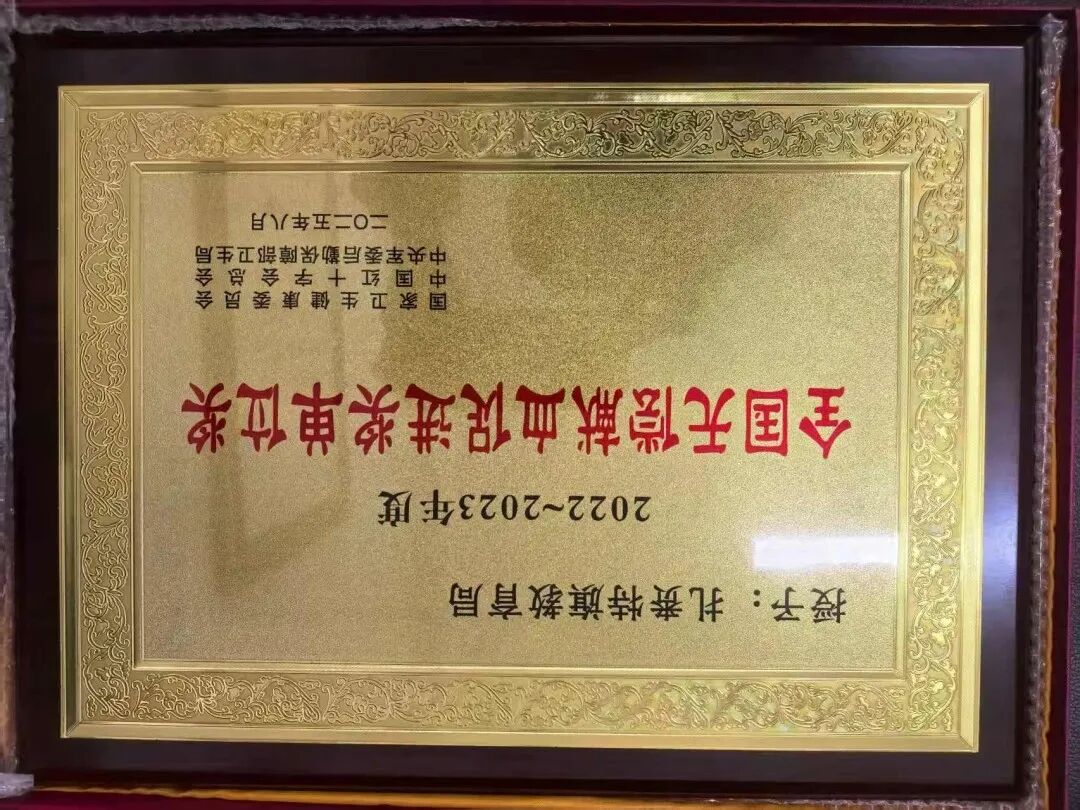 授予：扎赉特旗教育局
2022~2023年度
全国无偿献血促进奖单位奖
国家卫生健康委员会
中国红十字会总会
中央军委后勤保障部卫生局
二〇二五年八月